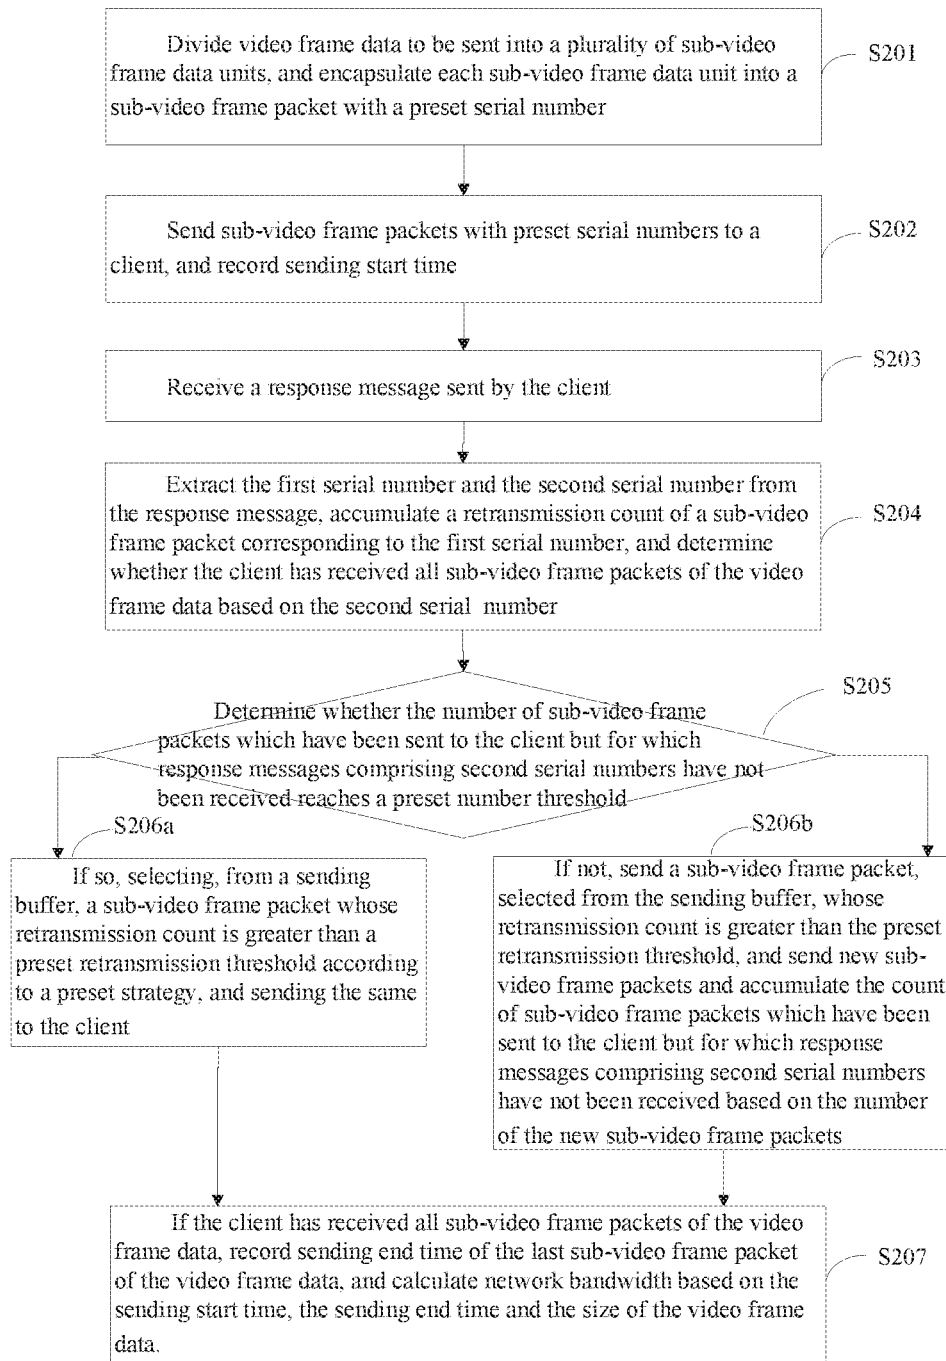 Divide video frame data to be sent into a plurality of sub-video
frame data units, and encapsulate each sub-video frame data unit into a
sub-video frame packet with a preset serial number
S201
Send sub-video frame packets with preset serial numbers to a
client, and record sending start time
S202
Receive a response message sent by the client
S203
Extract the first serial number and the second serial number from
the response message, accumulate a retransmission count of a sub-video
frame packet corresponding to the first serial number, and determine
whether the client has received all sub-video frame packets of the video
frame data based on the second serial number
S204
Determine whether the number of sub-video frame
packets which have been sent to the client but for which
response messages comprising second serial numbers have not
been received reaches a preset number threshold
S205
S206a
If so, selecting, from a sending
buffer, a sub-video frame packet whose
retransmission count is greater than a
preset retransmission threshold according
to a preset strategy, and sending the same
to the client
S206b
If not, send a sub-video frame packet,
selected from the sending buffer, whose
retransmission count is greater than the preset
retransmission threshold, and send new sub-
video frame packets and accumulate the count
of sub-video frame packets which have been
sent to the client but for which response
messages comprising second serial numbers
have not been received based on the number
of the new sub-video frame packets
If the client has received all sub-video frame packets of the video
frame data, record sending end time of the last sub-video frame packet
of the video frame data, and calculate network bandwidth based on the
sending start time, the sending end time and the size of the video frame
data.
S207